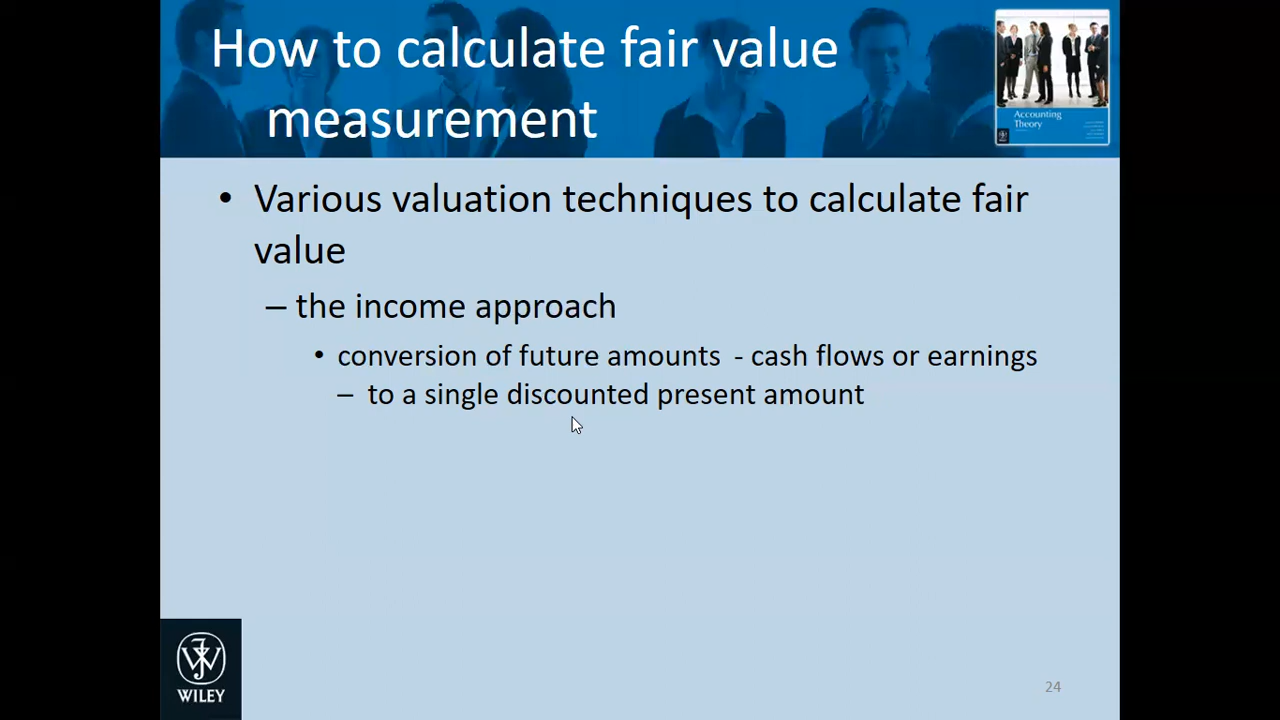 How to calculate fair value
measurement
Accounting
Theory
• Various valuation techniques to calculate fair
value
– the income approach
• conversion of future amounts - cash flows or earnings
– to a single discounted present amount
WILEY
24